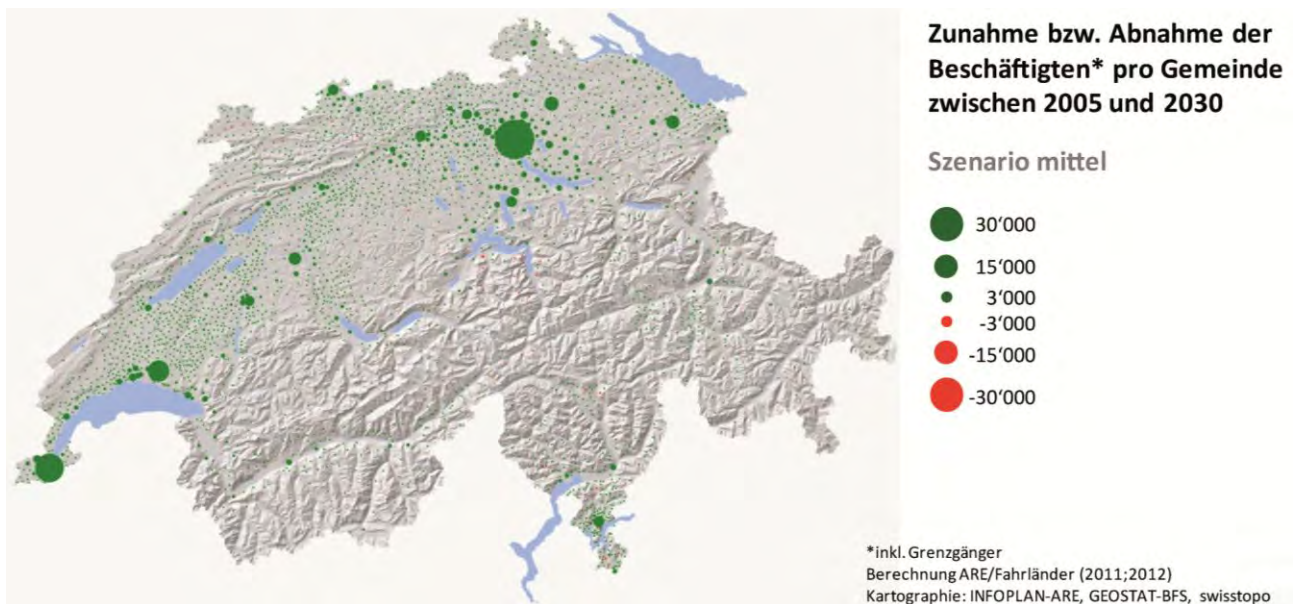 Zunahme bzw. Abnahme der
Beschäftigten* pro Gemeinde
zwischen 2005 und 2030
Szenario mittel
30‘000
15‘000
3‘000
-3‘000
-15‘000
-30‘000
*inkl. Grenzgänger
Berechnung ARE/Fahrländer (2011;2012)
Kartographie: INFOPLAN-ARE, GEOSTAT-BFS, swisstopo